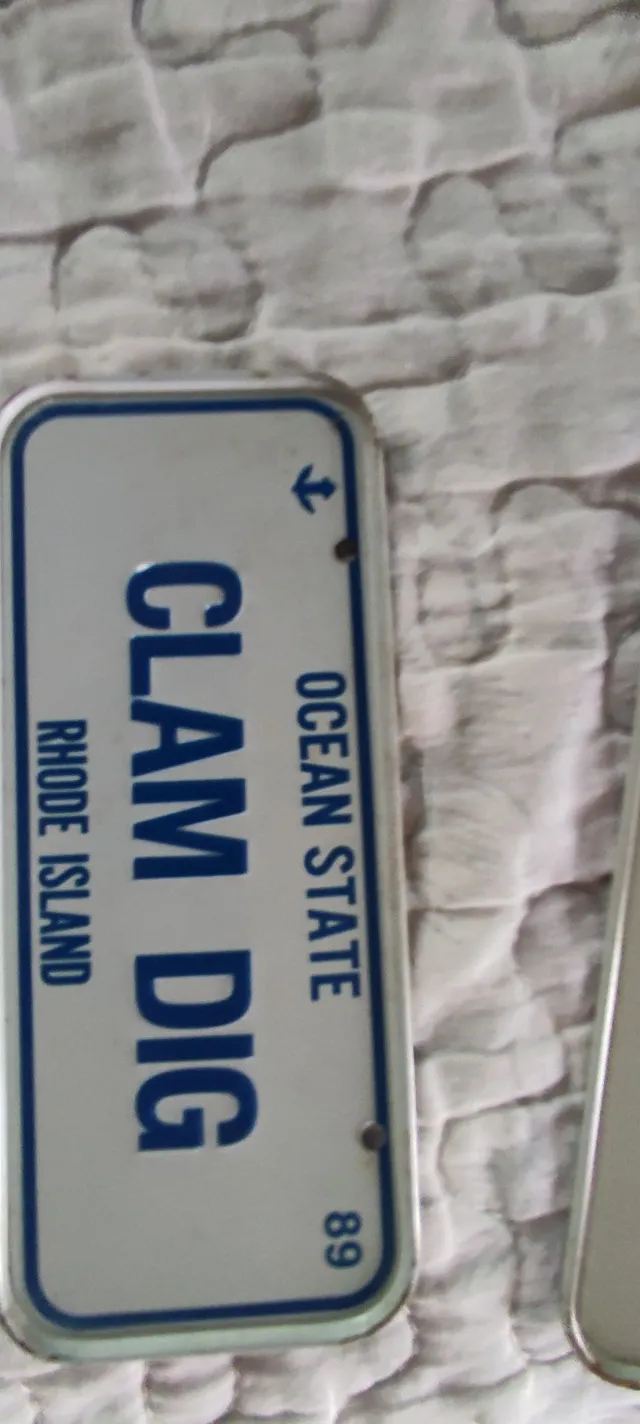 OCEAN STATE 89
CLAM DIG
RHODE ISLAND